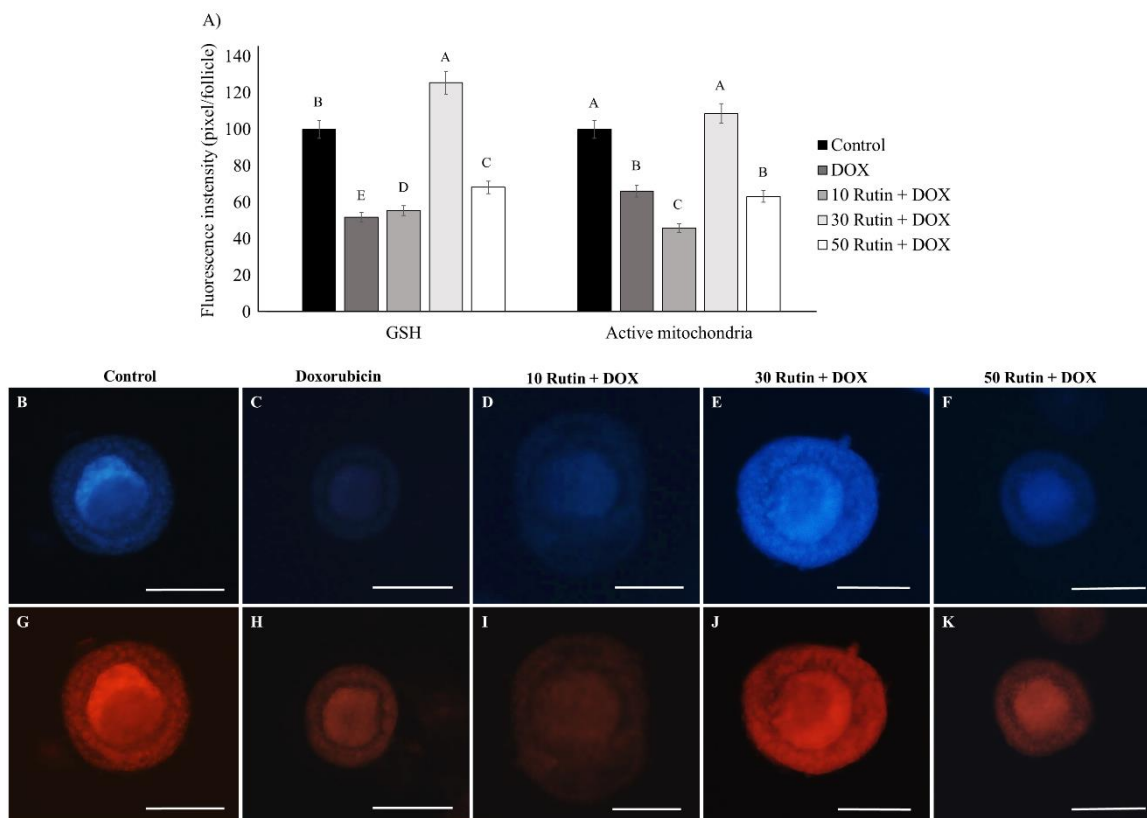 A)
Fluorescence instensity (pixel/follicle)
140
120
100
80
60
40
20
0
B
E
D
A
C
A
B
C
A
B
GSH
Active mitochondria
Control
DOX
10 Rutin + DOX
30 Rutin + DOX
50 Rutin + DOX
Control
Doxorubicin
10 Rutin + DOX
30 Rutin + DOX
50 Rutin + DOX
B
C
D
E
F
G
H
I
J
K